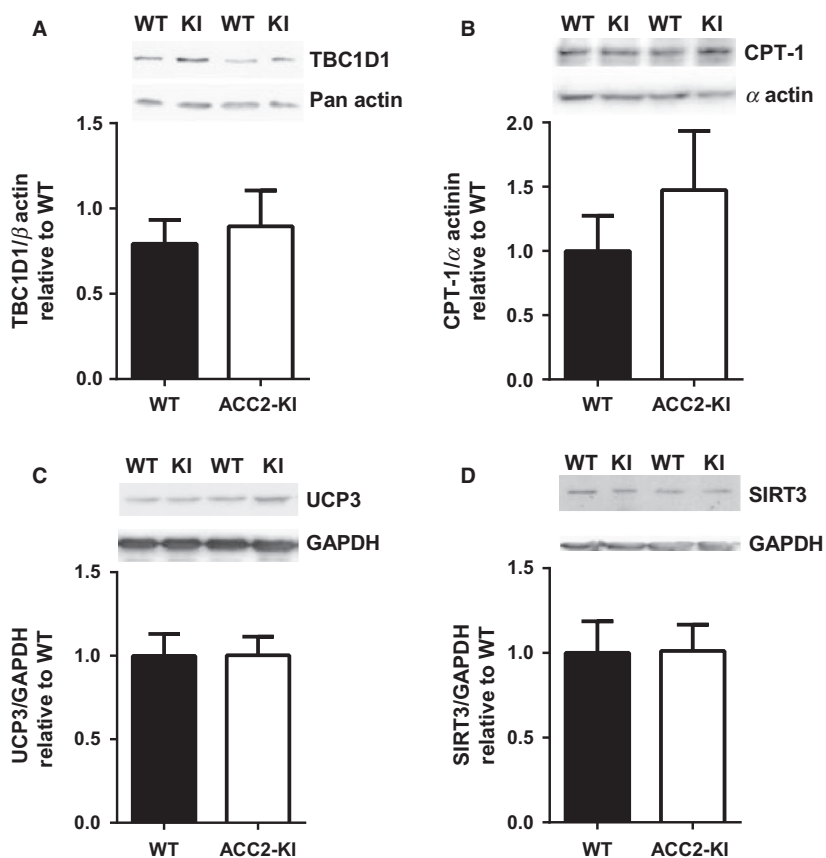 A
WT KI WT KI
TBC1D1
Pan actin
TBC1D1/β actin
relative to WT
1.5
1.0
0.5
0.0
WT ACC2-KI
B
WT KI WT KI
CPT-1
α actin
CPT-1/α actinin
relative to WT
2.0
1.5
1.0
0.5
0.0
WT ACC2-KI
C
WT KI WT KI
UCP3
GAPDH
UCP3/GAPDH
relative to WT
1.5
1.0
0.5
0.0
WT ACC2-KI
D
WT KI WT KI
SIRT3
GAPDH
SIRT3/GAPDH
relative to WT
1.5
1.0
0.5
0.0
WT ACC2-KI